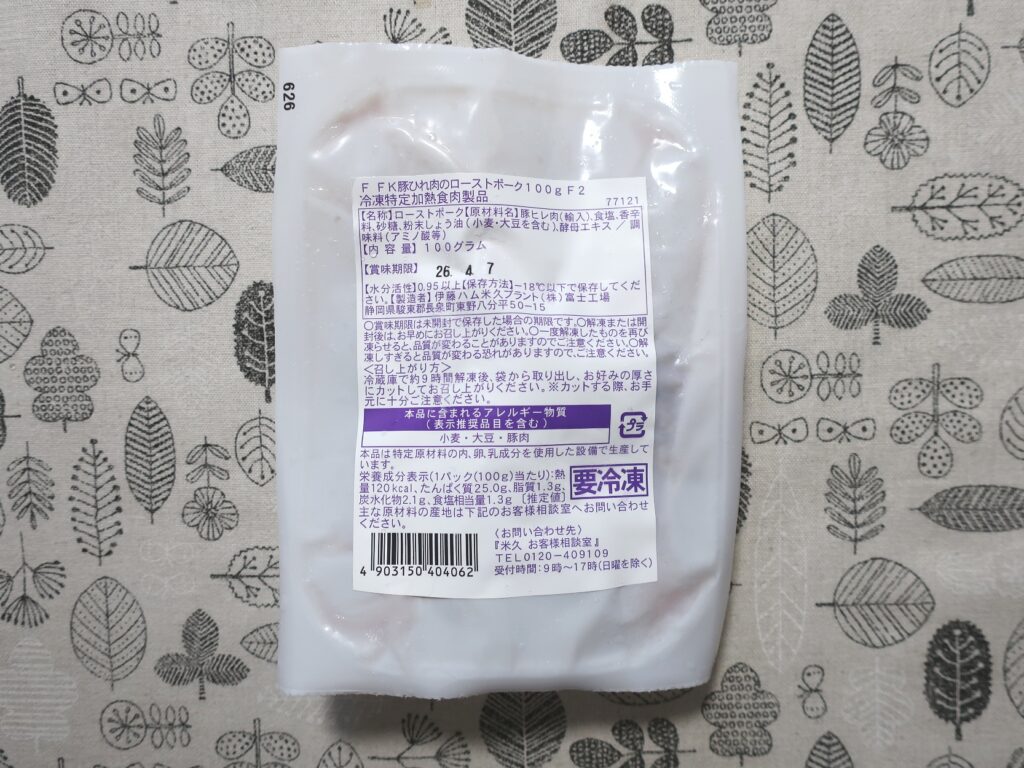 626
F FK豚ひれ肉のローストポーク100gF2
冷凍特定加熱食肉製品
77121
【名称】ローストポーク【原材料名】豚ヒレ肉(輸入)、食塩、香辛
料、砂糖、粉末しょう油(小麦・大豆を含む)、酵母エキス/調
味料(アミノ酸等)
【内 容 量】100グラム
【賞味期限】 26. 4. 7
【水分活性】0.95以上【保存方法】−18℃以下で保存してくだ
さい。【製造者】伊藤ハム米久プラント(株)富士工場
静岡県駿東郡長泉町東野八分平50-15
○賞味期限は未開封で保存した場合の期限です。○解凍または開
封後は、お早めにお召し上がりください。○一度解凍したものを再び
凍らせると、品質が変わることがありますのでご注意ください。○解
凍しすぎると品質が変わる恐れがありますので、ご注意ください。
<召し上がり方>
冷蔵庫で約9時間解凍後、袋から取り出し、お好みの厚さ
にカットしてお召し上がりください。※カットする際、お手
元に十分ご注意ください。
本品に含まれるアレルギー物質
(表示推奨品目を含む)
小麦・大豆・豚肉
プラ
本品は特定原材料の内、卵、乳成分を使用した設備で生産して
います。
栄養成分表示(1パック(100g)当たり):熱
量120kcal、たんぱく質25.0g、脂質1.3g、
炭水化物2.1g、食塩相当量1.3g [推定値]
要冷凍
主な原材料の産地は下記のお客様相談室へお問い合わせ
ください。
(お問い合わせ先)
『米久 お客様相談室』
TEL0120-409109
受付時間:9時〜17時(日曜を除く)
4 903150 404062